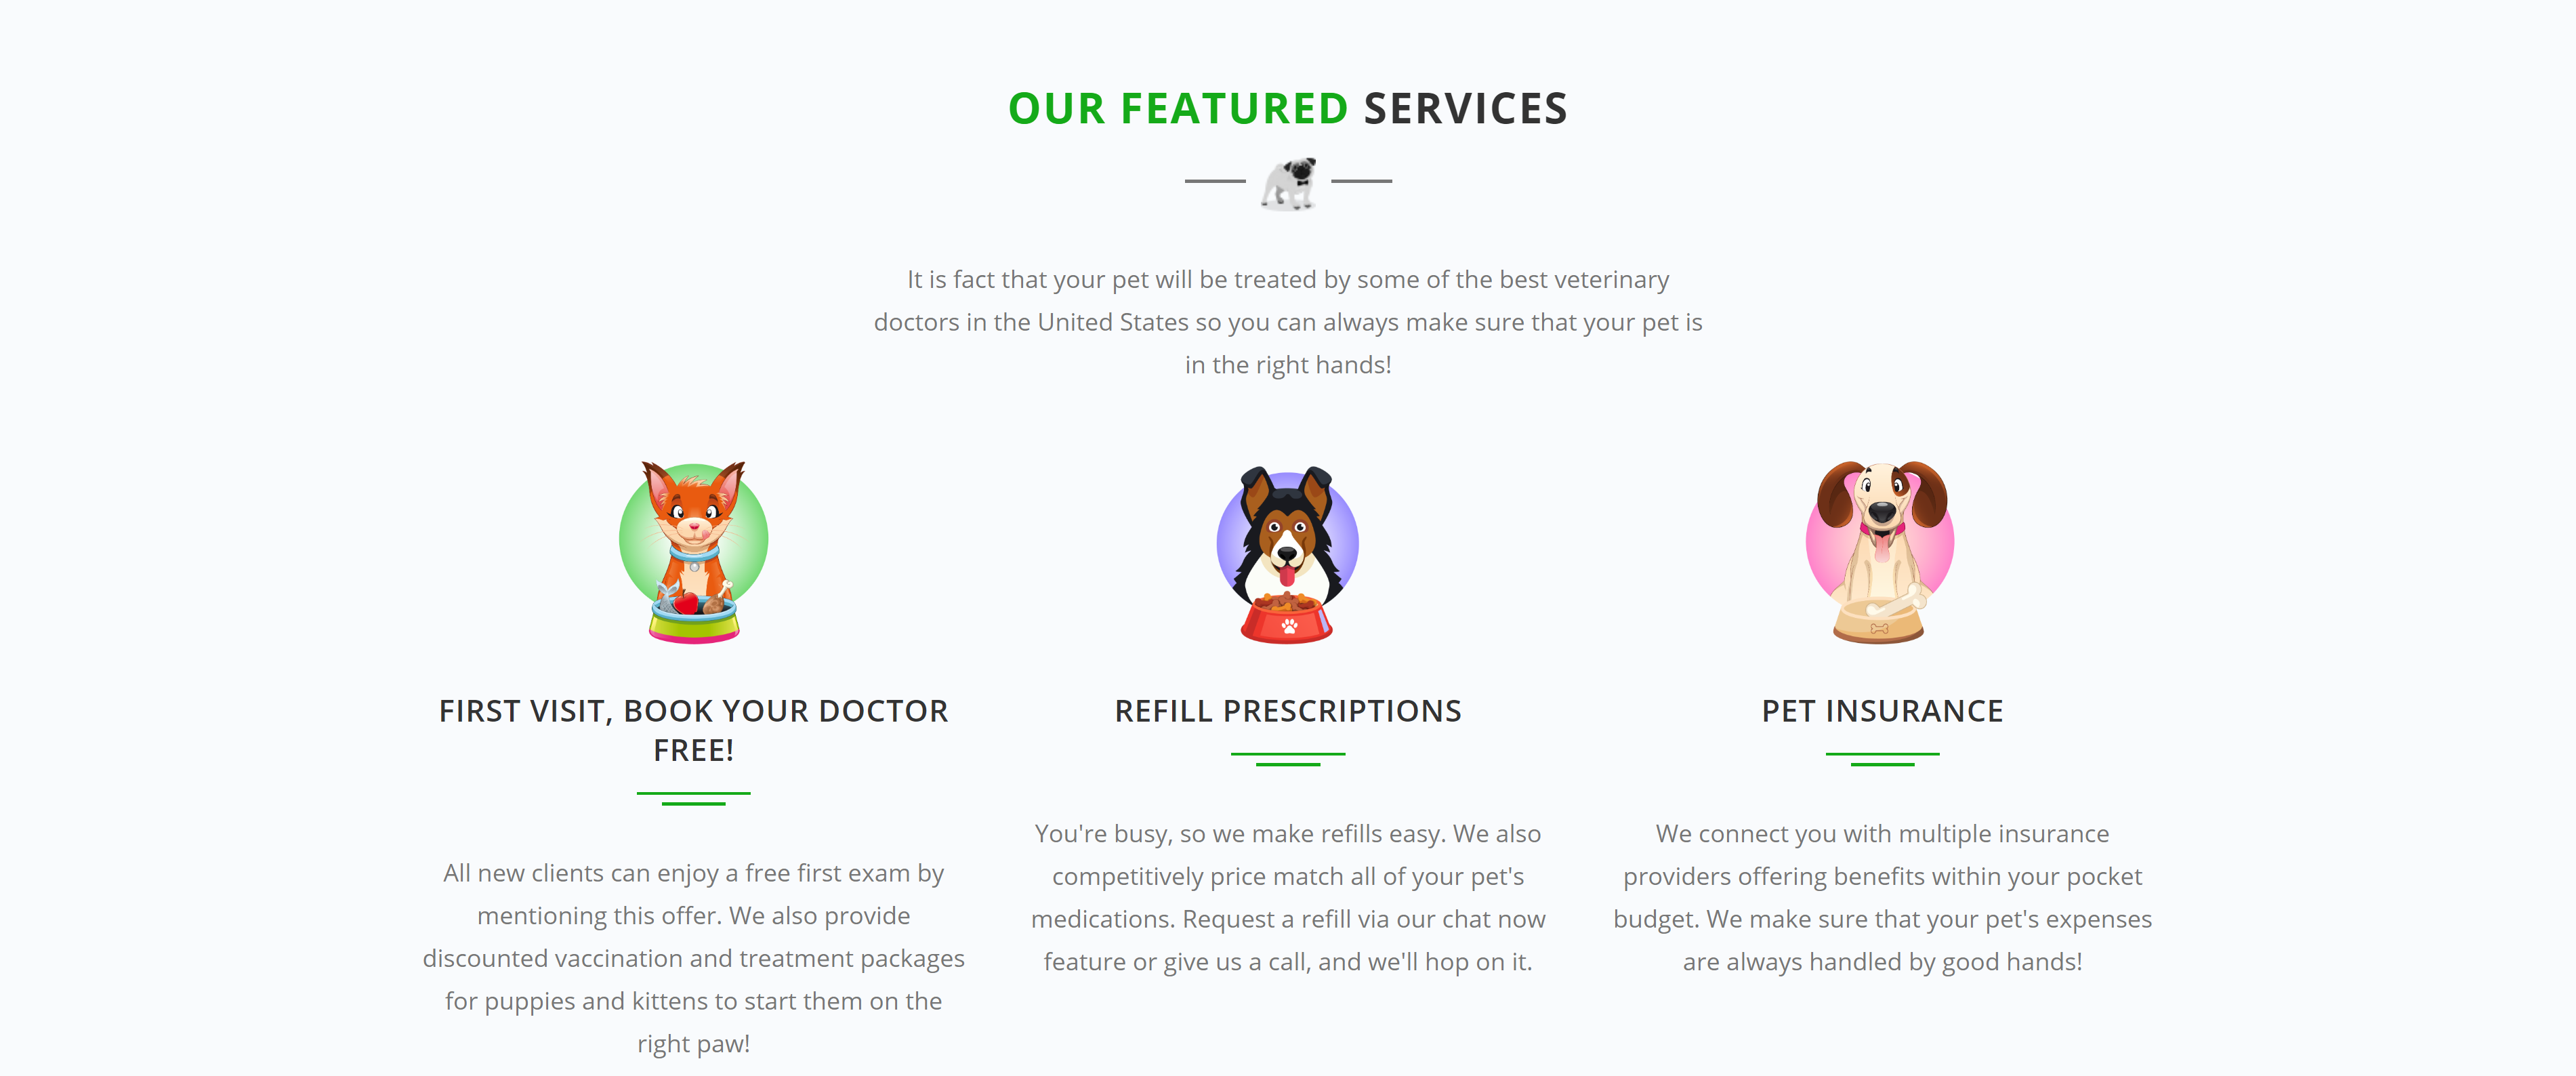 OUR FEATURED SERVICES
It is fact that your pet will be treated by some of the best veterinary
doctors in the United States so you can always make sure that your pet is
in the right hands!
FIRST VISIT, BOOK YOUR DOCTOR
FREE!
All new clients can enjoy a free first exam by
mentioning this offer. We also provide
discounted vaccination and treatment packages
for puppies and kittens to start them on the
right paw!
REFILL PRESCRIPTIONS
You're busy, so we make refills easy. We also
competitively price match all of your pet's
medications. Request a refill via our chat now
feature or give us a call, and we'll hop on it.
PET INSURANCE
We connect you with multiple insurance
providers offering benefits within your pocket
budget. We make sure that your pet's expenses
are always handled by good hands!